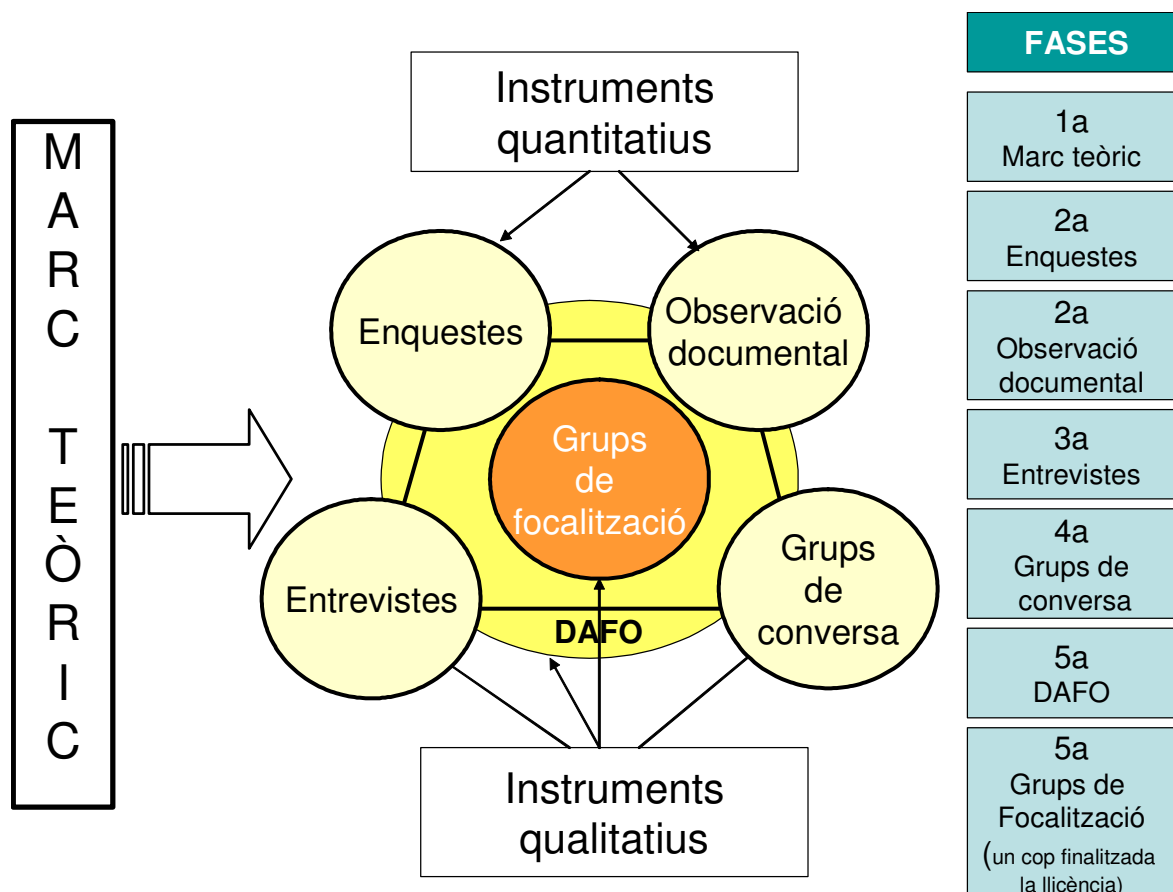 MARC TEÒRIC
Instruments
quantitatius
Enquestes
Observació
documental
Grups
de
focalització
Entrevistes
Grups
de
conversa
DAFO
Instruments
qualitatius
FASES
1a
Marc teòric
2a
Enquestes
2a
Observació
documental
3a
Entrevistes
4a
Grups de
conversa
5a
DAFO
5a
Grups de
Focalització
(un cop finalitzada
la llicència)